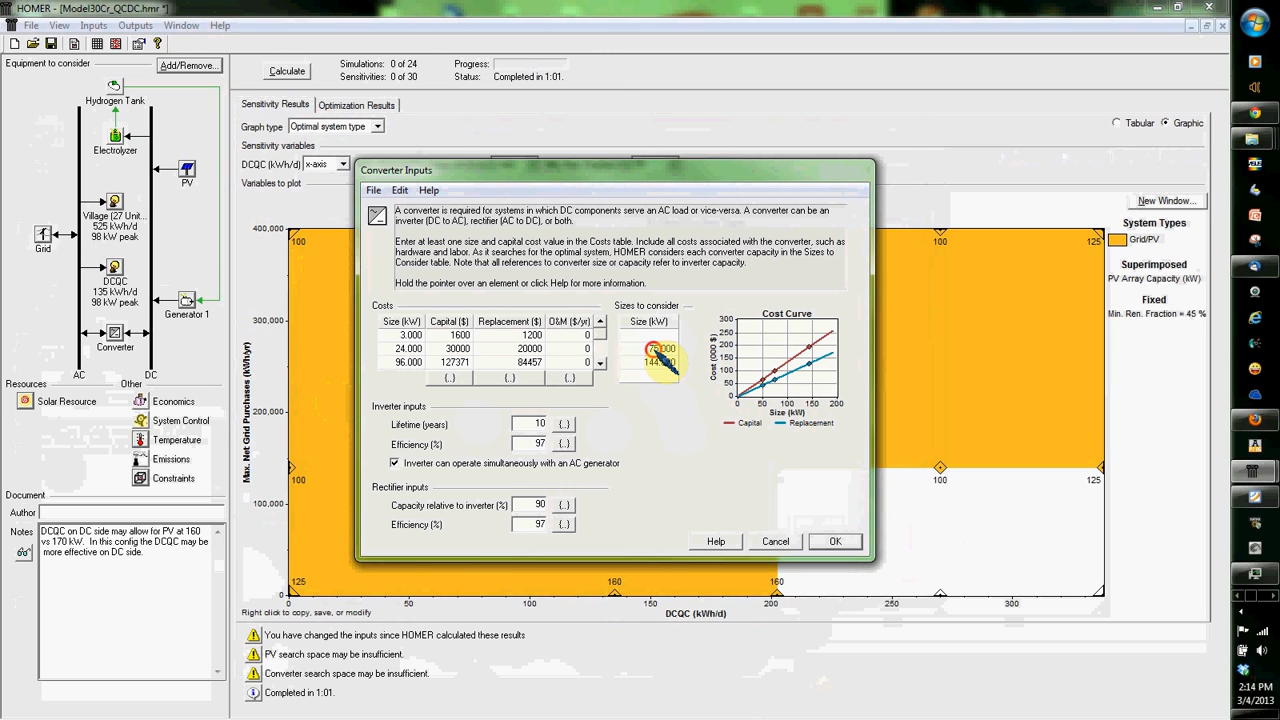 HOMER - [Model30Cr_QCDC.hmr *]
File View Inputs Outputs Window Help
Equipment to consider
Add/Remove...
Calculate
Simulations: 0 of 24
Sensitivities: 0 of 30
Progress:
Status: Completed in 1:01.
Sensitivity Results
Optimization Results
Graph type Optimal system type
Tabular
Graphic
Sensitivity variables
DCQC (kWh/d) x-axis
Variables to plot
New Window...
Hydrogen Tank
Electrolyzer
PV
Village (27 Unit...
525 kWh/d
98 kW peak
Grid
DCQC
135 kWh/d
98 kW peak
Generator 1
Converter
AC
DC
Resources
Other
Solar Resource
Economics
System Control
Temperature
Emissions
Constraints
Document
Author
Notes
DCQC on DC side may allow for PV at 160
vs 170 kW. In this config the DCQC may be
more effective on DC side.
Converter Inputs
File Edit Help
A converter is required for systems in which DC components serve an AC load or vice-versa. A converter can be an
inverter (DC to AC), rectifier (AC to DC), or both.
Enter at least one size and capital cost value in the Costs table. Include all costs associated with the converter, such as
hardware and labor. As it searches for the optimal system, HOMER considers each converter capacity in the Sizes to
Consider table. Note that all references to converter size or capacity refer to inverter capacity.
Hold the pointer over an element or click Help for more information.
Costs
Size (kW) Capital ($) Replacement ($) O&M ($/yr)
3.000 1600 1200 0
24.000 30000 20000 0
96.000 127371 84457 0
{..} {..} {..}
Sizes to consider
Size (kW)
Cost Curve
Cost (000 $)
300
250
200
150
100
50
0
0 50 100 150 200
Size (kW)
Capital
Replacement
Inverter inputs
Lifetime (years) 10 {..}
Efficiency (%) 97 {..}
Inverter can operate simultaneously with an AC generator
Rectifier inputs
Capacity relative to inverter (%) 90 {..}
Efficiency (%) 97 {..}
Help
Cancel
OK
Max. Net Grid Purchases (kWh/yr)
400,000
300,000
200,000
100,000
0
100 100 125
100 100 125
125 160 160
0 50 100 150 200 250 300
DCQC (kWh/d)
Right click to copy, save, or modify
System Types
Grid/PV
Superimposed
PV Array Capacity (kW)
Fixed
Min. Ren. Fraction = 45 %
You have changed the inputs since HOMER calculated these results
PV search space may be insufficient.
Converter search space may be insufficient.
Completed in 1:01.
2:14 PM
3/4/2013